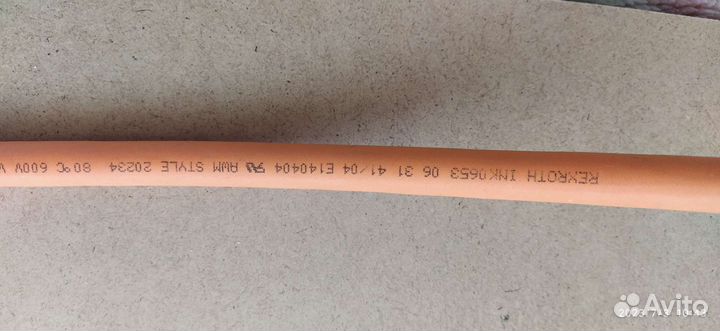 REXROTH INK0653 06 31 41/04 E140404 AWM STYLE 20234 80°C 600V V
Avito